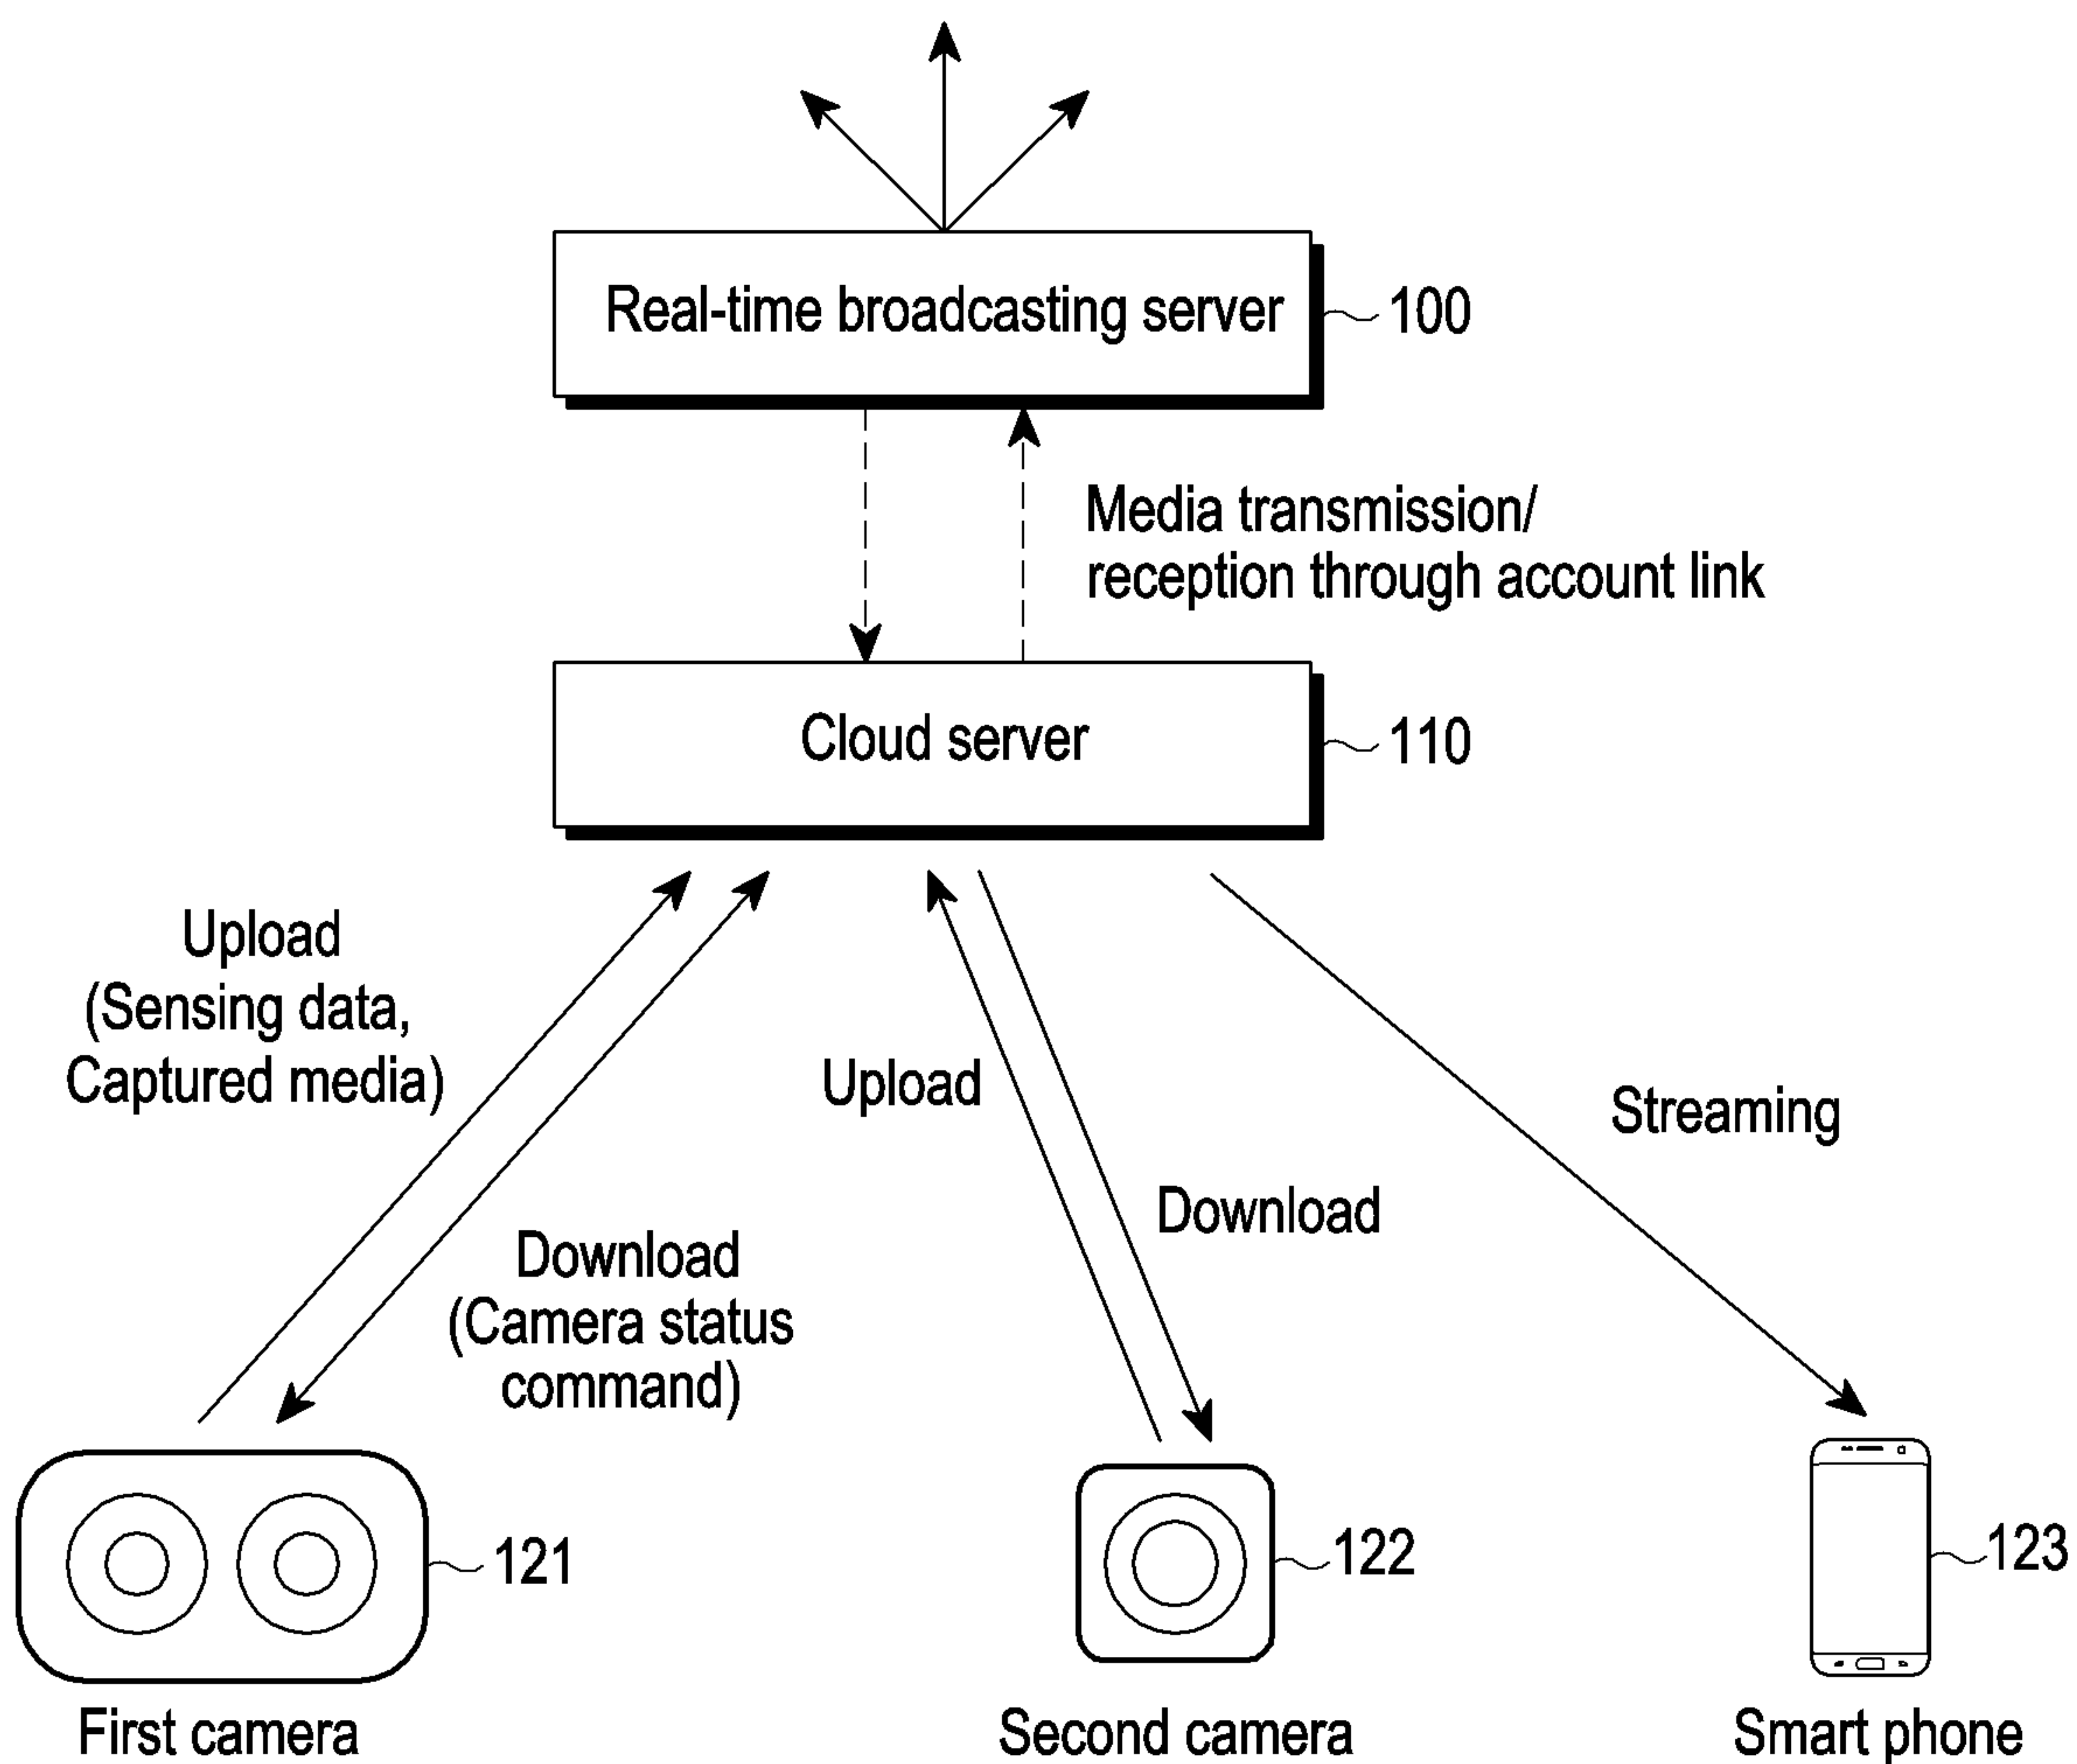 Real-time broadcasting server
100
Media transmission/
reception through account link
Cloud server
110
Upload
(Sensing data,
Captured media)
Upload
Streaming
Download
Download
(Camera status
command)
121
122
123
First camera
Second camera
Smart phone